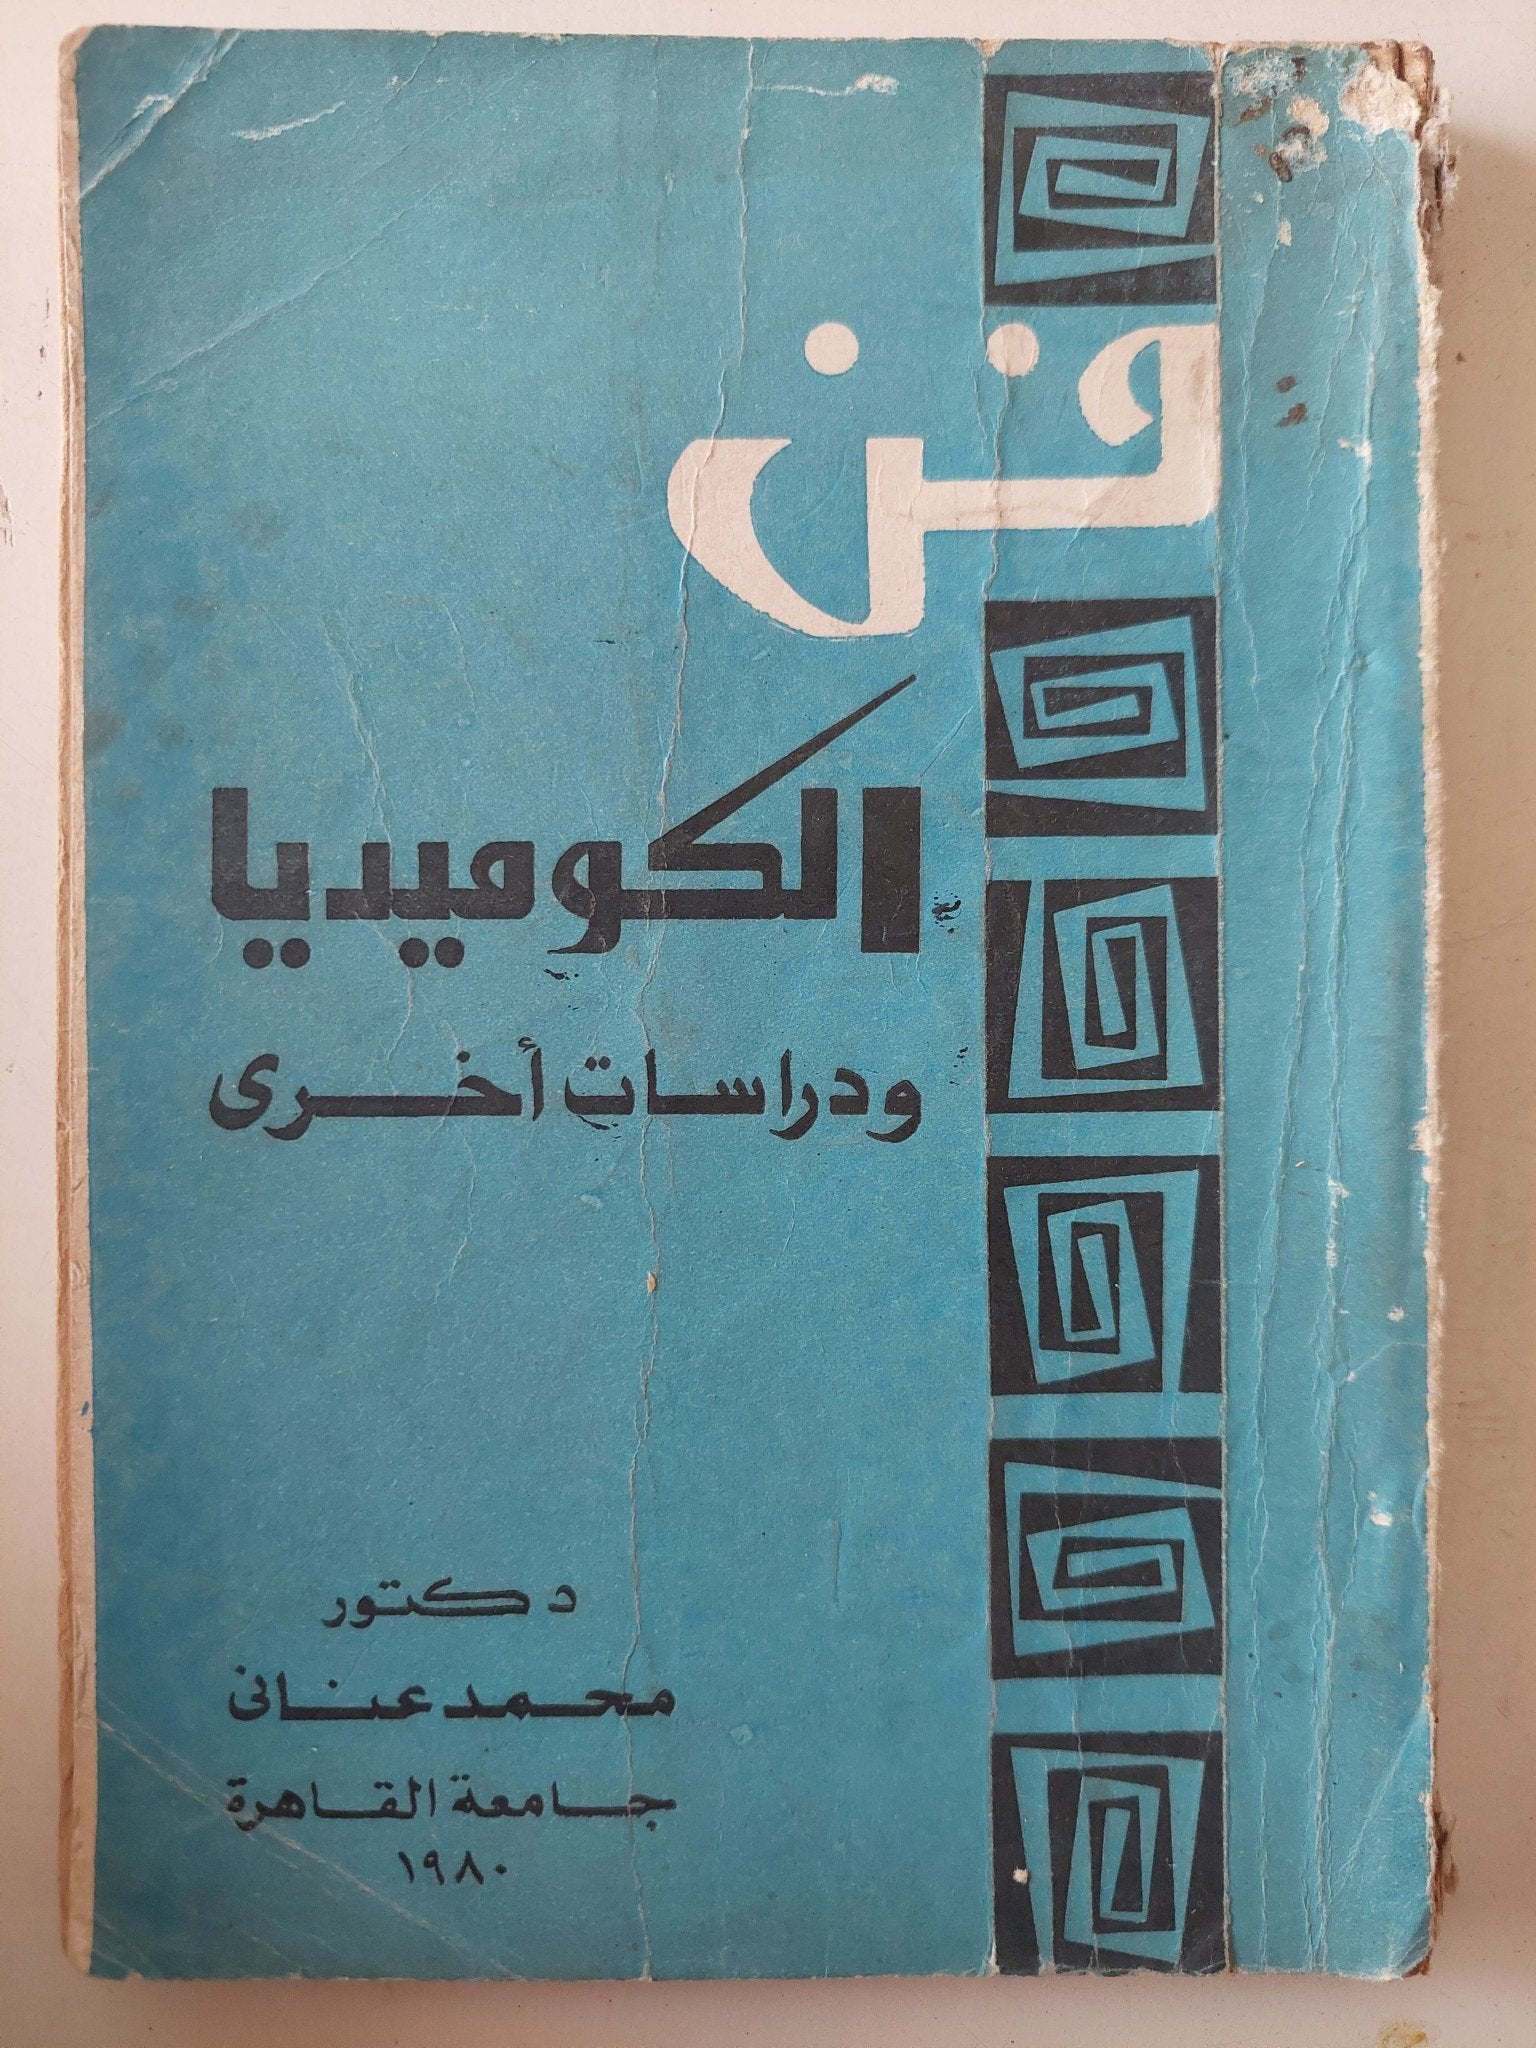 فن
الكوميديا
ودراسات أخرى
دكتور
محمد عنانى
جامعة القاهرة
١٩٨٠